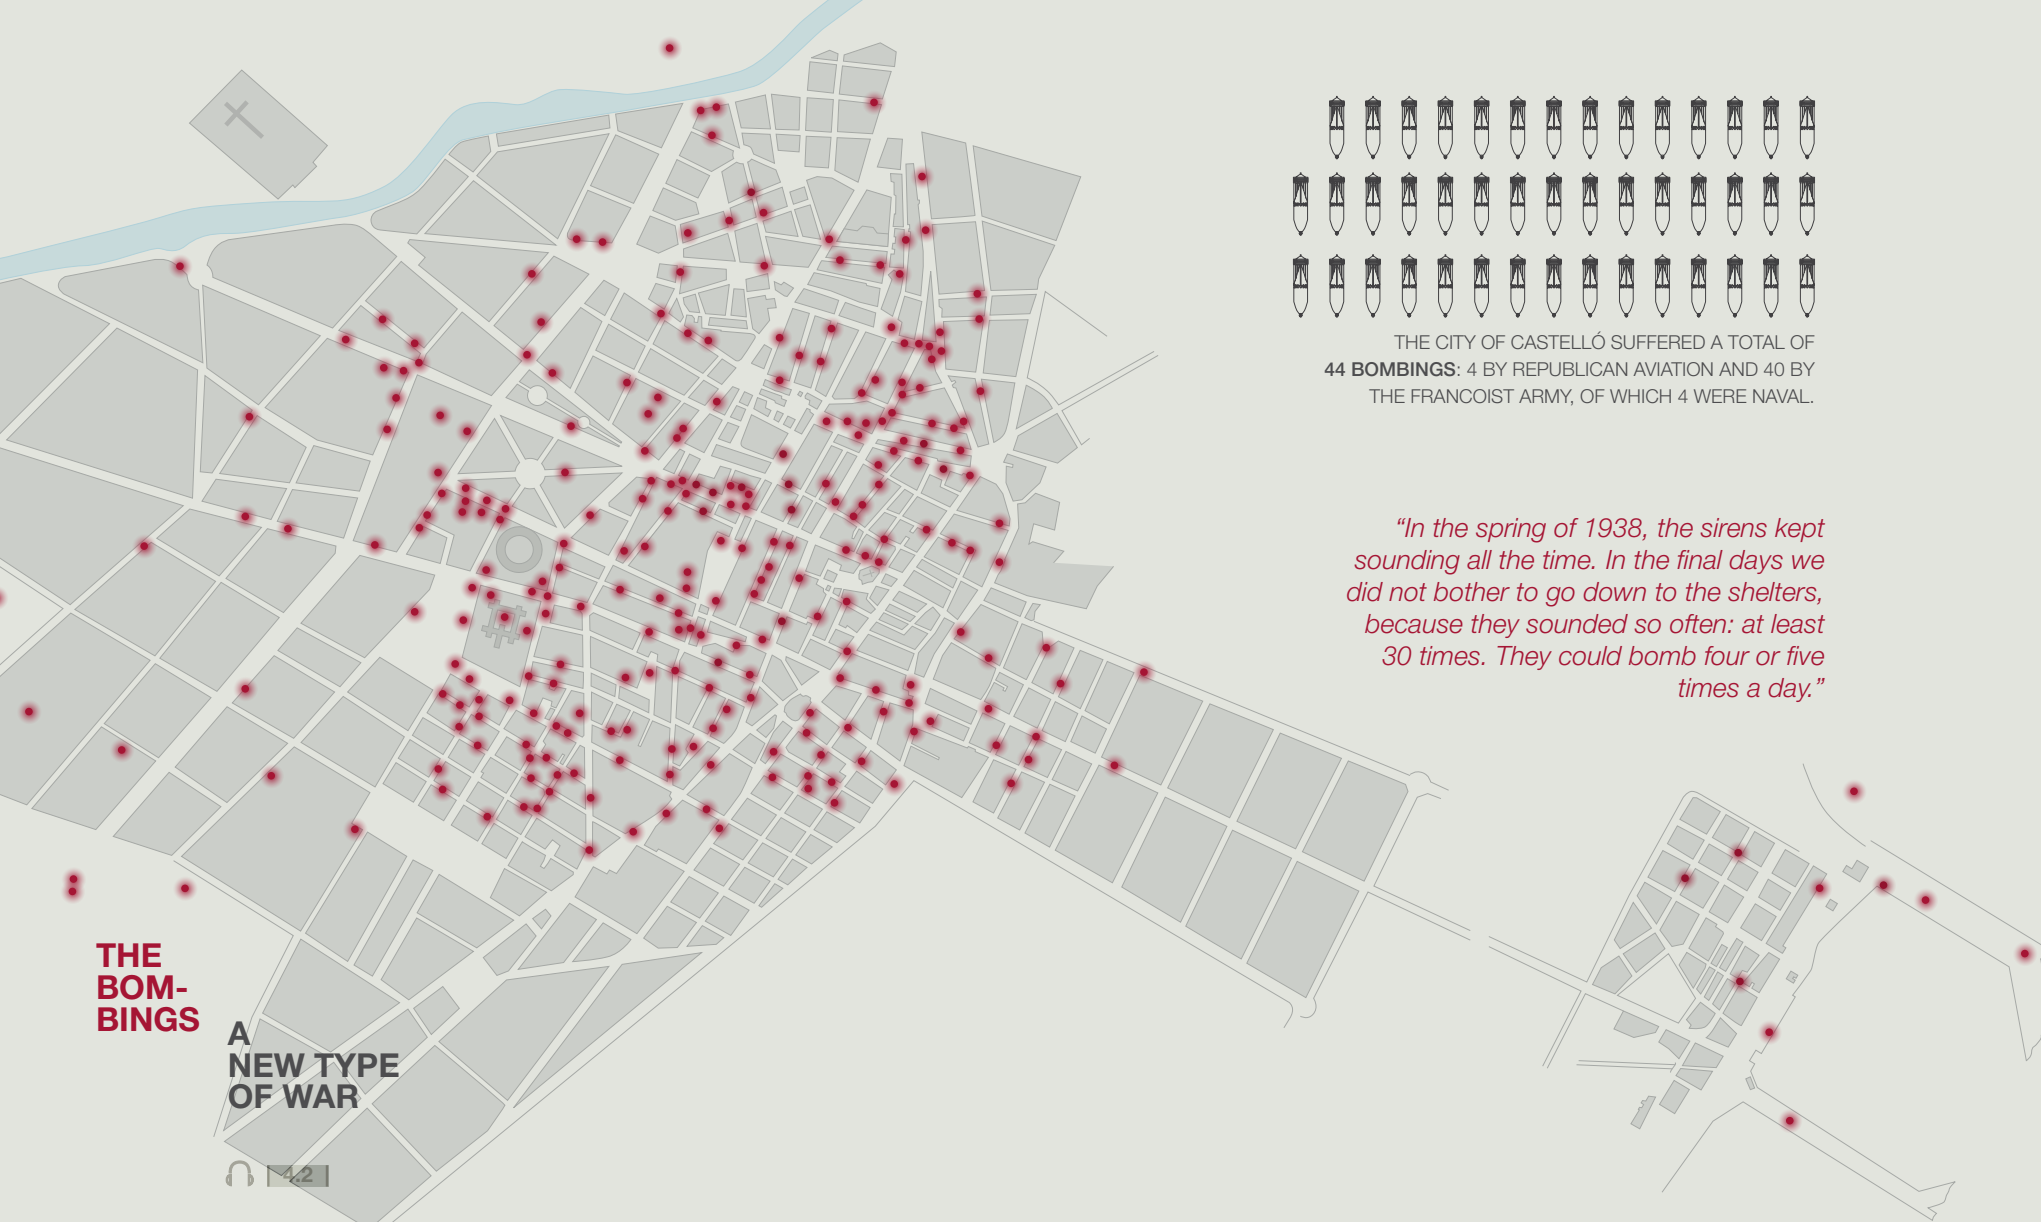 THE CITY OF CASTELLÓ SUFFERED A TOTAL OF
44 BOMBINGS: 4 BY REPUBLICAN AVIATION AND 40 BY
THE FRANCOIST ARMY, OF WHICH 4 WERE NAVAL.
“In the spring of 1938, the sirens kept
sounding all the time. In the final days we
did not bother to go down to the shelters,
because they sounded so often: at least
30 times. They could bomb four or five
times a day.”
THE
BOM-
BINGS
A
NEW TYPE
OF WAR
4.2